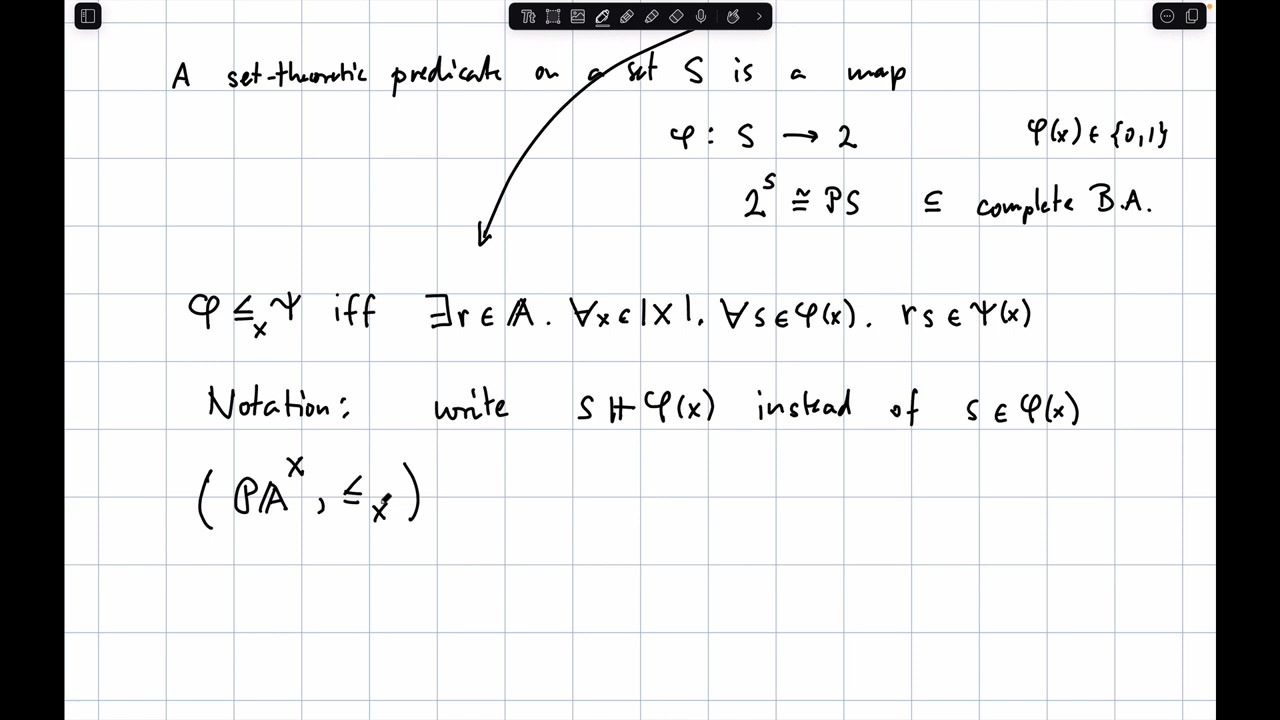 A set-theoretic predicate on a set S is a map
φ : S → 2 φ(x) ∈ {0,1}
2^S ≅ PS ⊆ complete B.A.
φ ≤_x Ψ iff ∃r ∈ 𝔸. ∀x ∈ |X|. ∀s ∈ φ(x). rs ∈ Ψ(x)
Notation: write s ⊩ φ(x) instead of s ∈ φ(x)
( P𝔸^X , ≤_x )